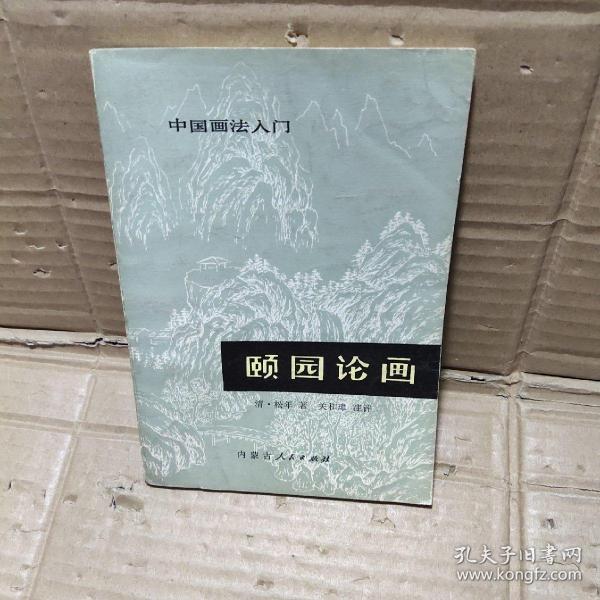 中国画法入门
颐园论画
清·松年 著 关和璋 注评
内蒙古人民出版社
孔夫子旧书网
www.kongfz.com